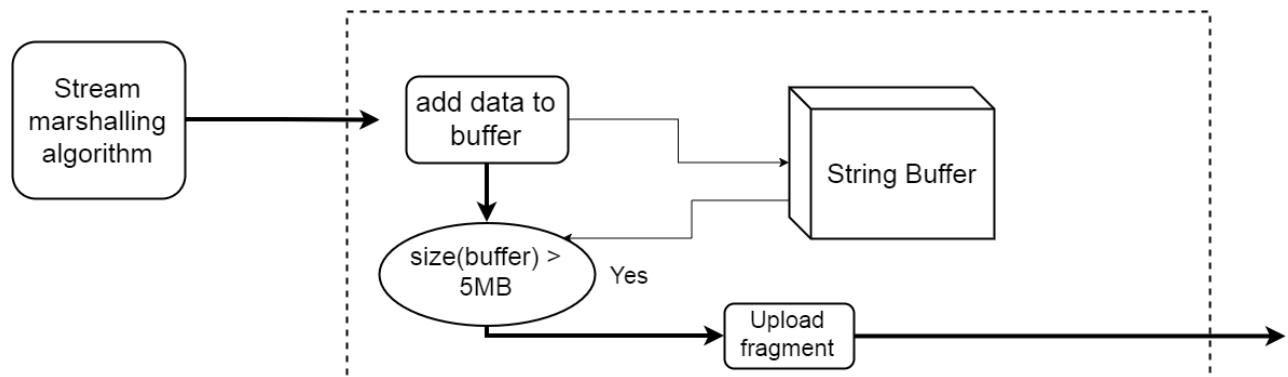 Stream
marshalling
algorithm
add data to
buffer
String Buffer
size(buffer) >
5MB
Yes
Upload
fragment